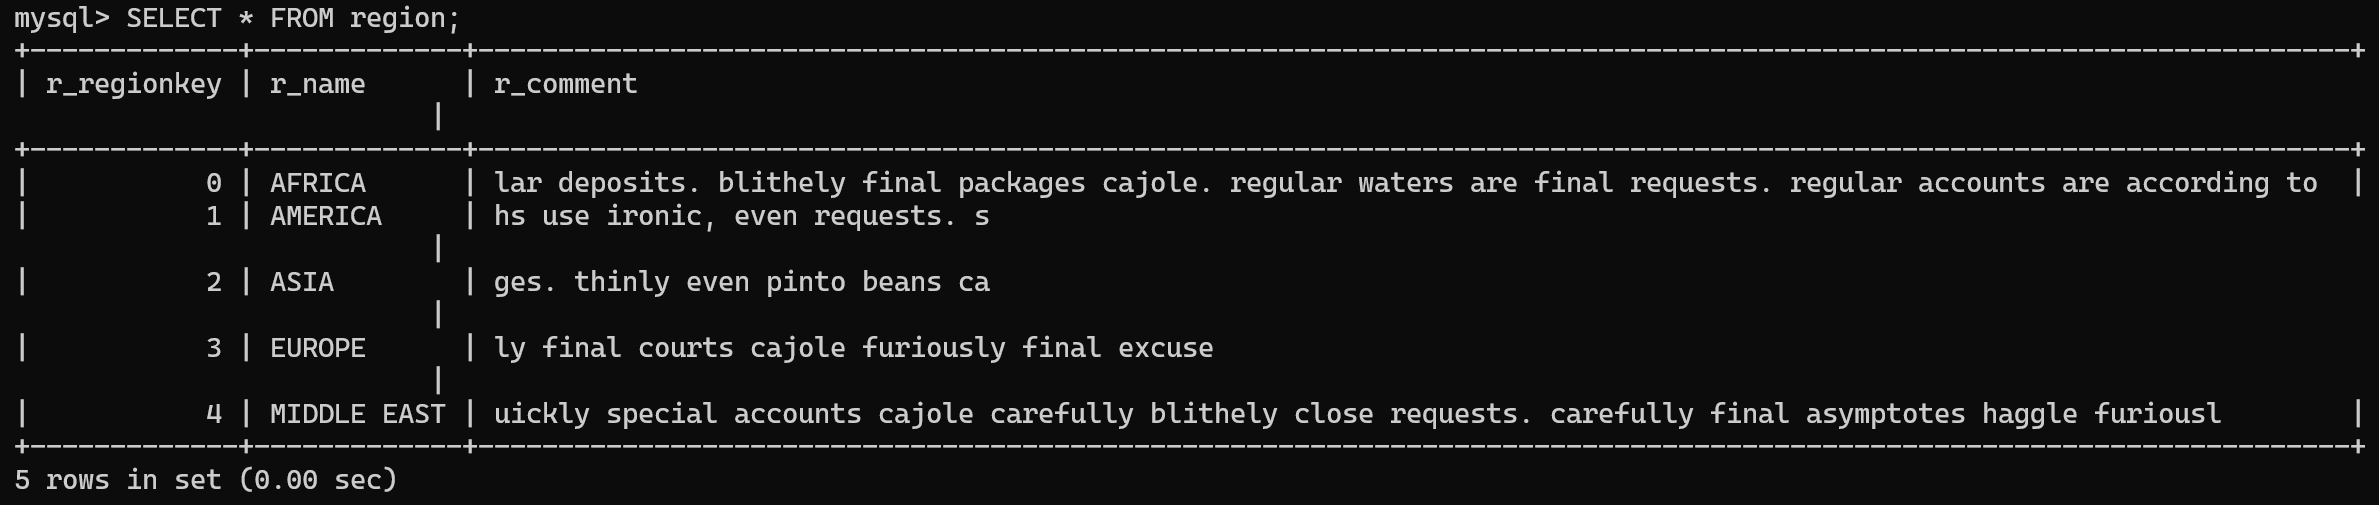 mysql> SELECT * FROM region;
+-------------+-------------+---------------------------------------------------------------------------------------------------------------------+
| r_regionkey | r_name      | r_comment
                          |
+-------------+-------------+---------------------------------------------------------------------------------------------------------------------+
|           0 | AFRICA      | lar deposits. blithely final packages cajole. regular waters are final requests. regular accounts are according to  |
|           1 | AMERICA     | hs use ironic, even requests. s
                          |
|           2 | ASIA        | ges. thinly even pinto beans ca
                          |
|           3 | EUROPE      | ly final courts cajole furiously final excuse
                          |
|           4 | MIDDLE EAST | uickly special accounts cajole carefully blithely close requests. carefully final asymptotes haggle furiousl        |
+-------------+-------------+---------------------------------------------------------------------------------------------------------------------+
5 rows in set (0.00 sec)